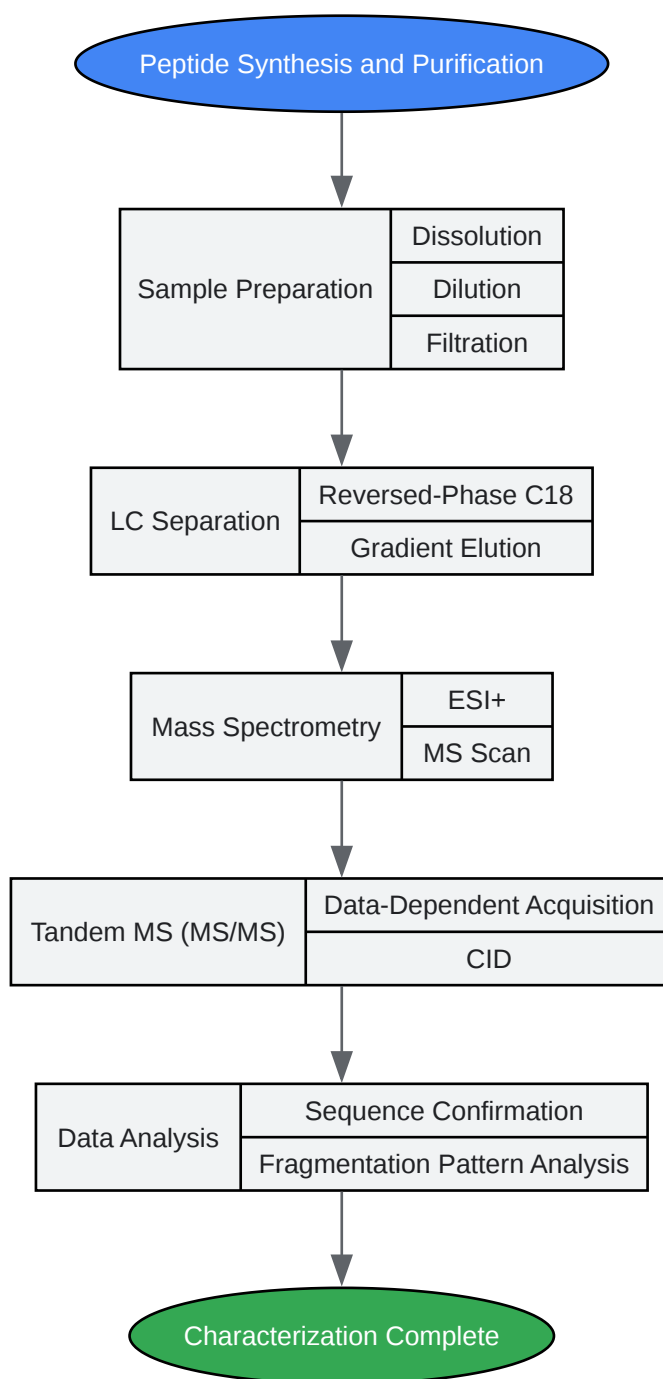 Peptide Synthesis and Purification
Sample Preparation
Dissolution
Dilution
Filtration
LC Separation
Reversed-Phase C18
Gradient Elution
Mass Spectrometry
ESI+
MS Scan
Tandem MS (MS/MS)
Data-Dependent Acquisition
CID
Data Analysis
Sequence Confirmation
Fragmentation Pattern Analysis
Characterization Complete